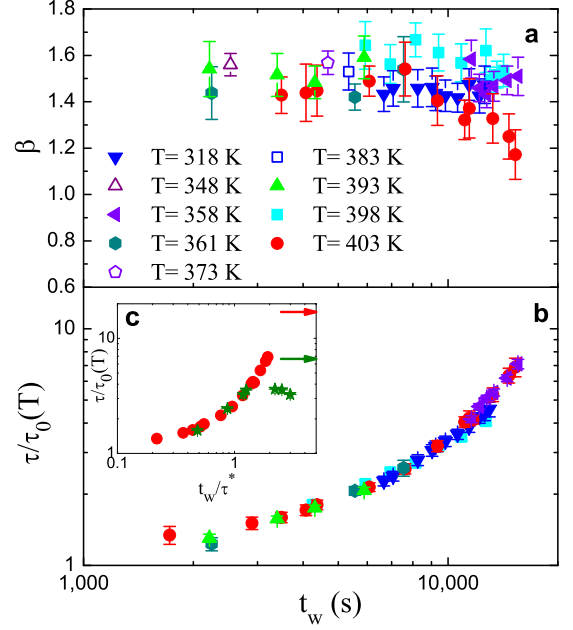 1.8
a
1.6
1.4
β
1.2
T= 318 K
T= 383 K
1.0
T= 348 K
T= 393 K
T= 358 K
T= 398 K
0.8
T= 361 K
T= 403 K
T= 373 K
0.6
c
b
10
10
τ/τ0(T)
τ/τ0(T)
1
0.1
1
tw/τ*
1
1,000
10,000
tw (s)